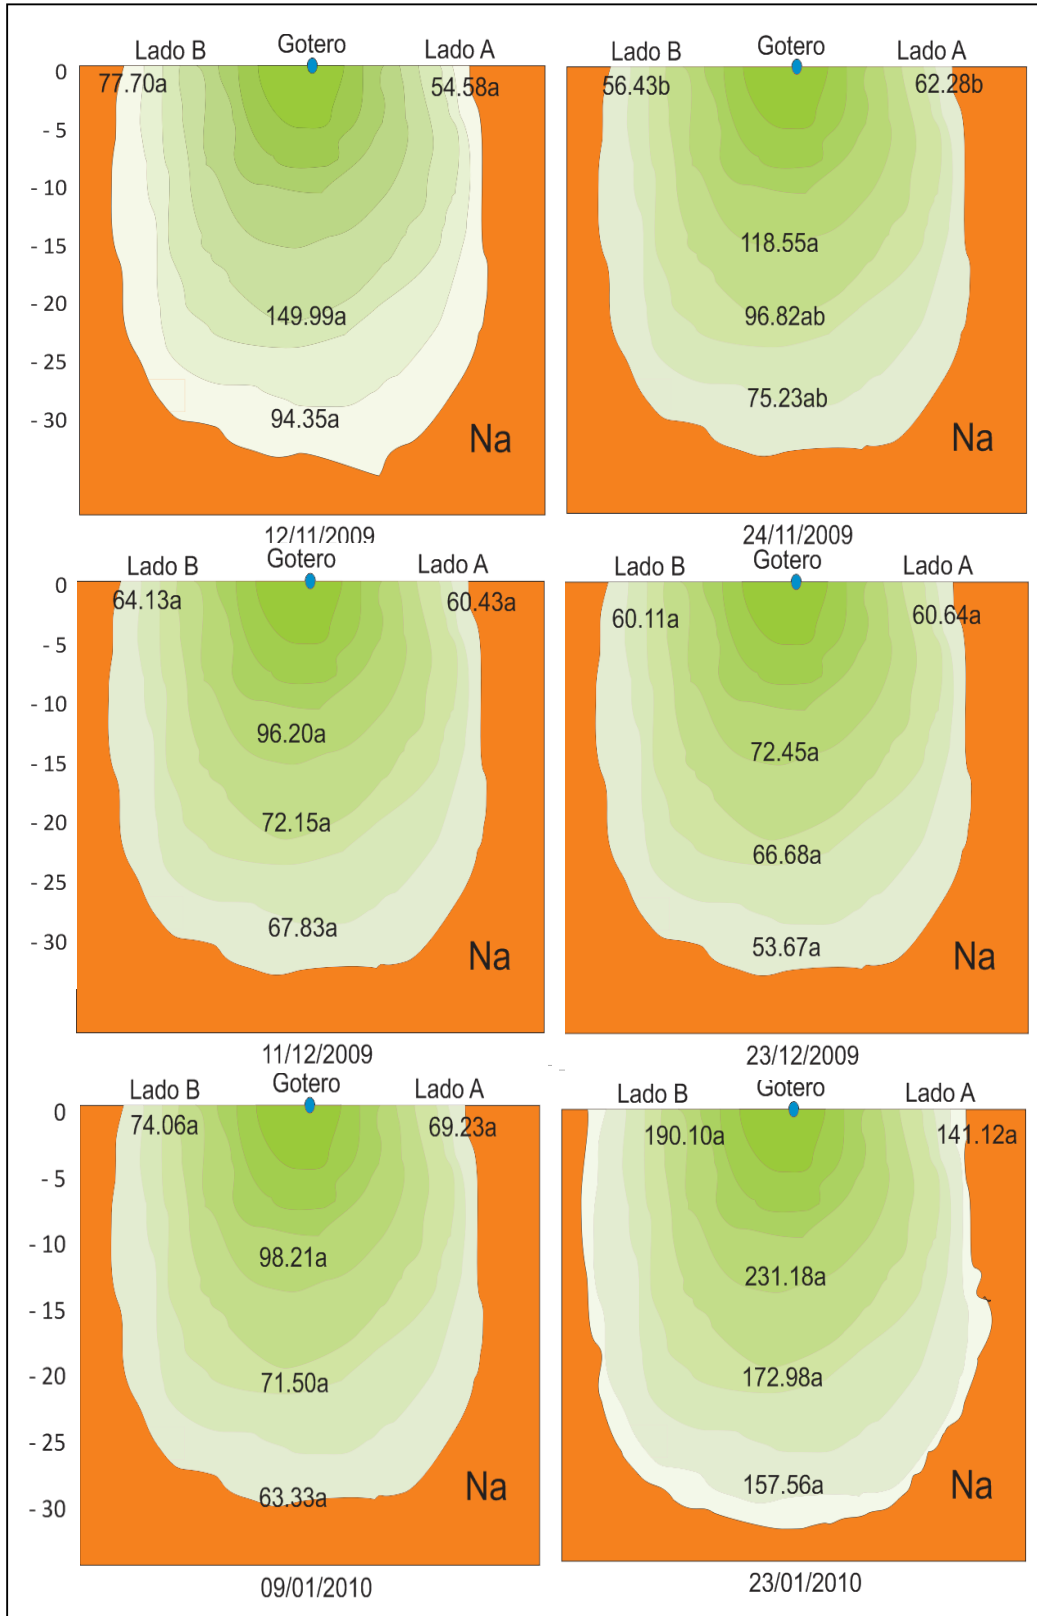 Lado B Gotero Lado A Gotero
Lado B Lado A
0 77.70a 54.58a 56.43b 62.28b
- 5
- 10
- 15 118.55a
- 20 149.99a 96.82ab
- 25
- 30 94.35a 75.23ab
Na Na
12/11/2009 24/11/2009
Lado B Gotero Lado A Lado B Gotero Lado A
0 64.13a 60.43a 60.11a 60.64a
- 5
- 10
96.20a 72.45a
- 15
- 20 72.15a
66.68a
- 25
67.83a
- 30 53.67a
Na Na
11/12/2009 23/12/2009
Lado B Gotero Lado A Lado B Gotero Lado A
0 74.06a 69.23a 190.10a 141.12a
- 5
- 10 98.21a
231.18a
- 15
- 20 71.50a 172.98a
- 25
63.33a Na 157.56a Na
- 30
09/01/2010 23/01/2010